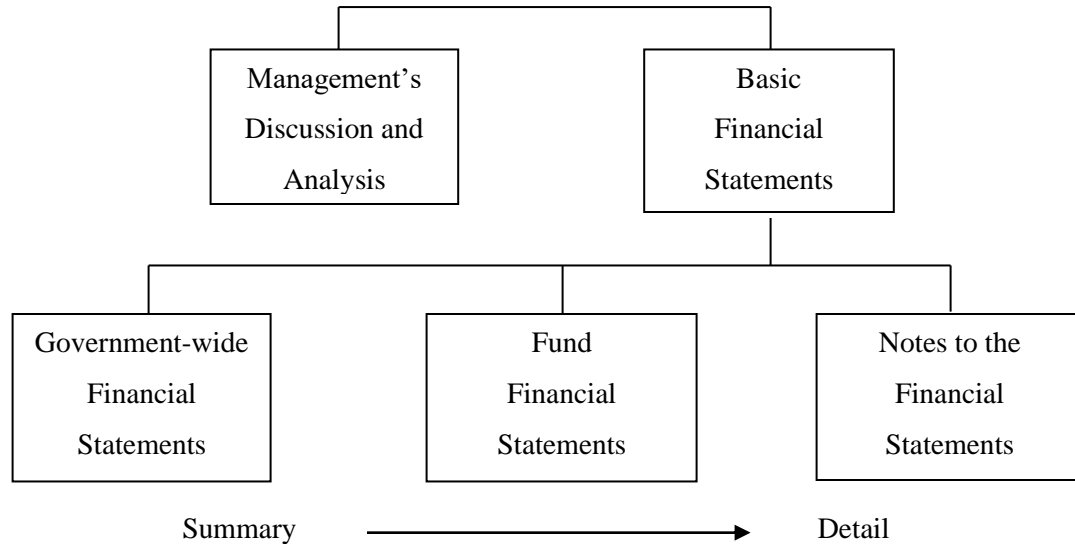 Management’s
Discussion and
Analysis
Basic
Financial
Statements
Government-wide
Financial
Statements
Fund
Financial
Statements
Notes to the
Financial
Statements
Summary
Detail